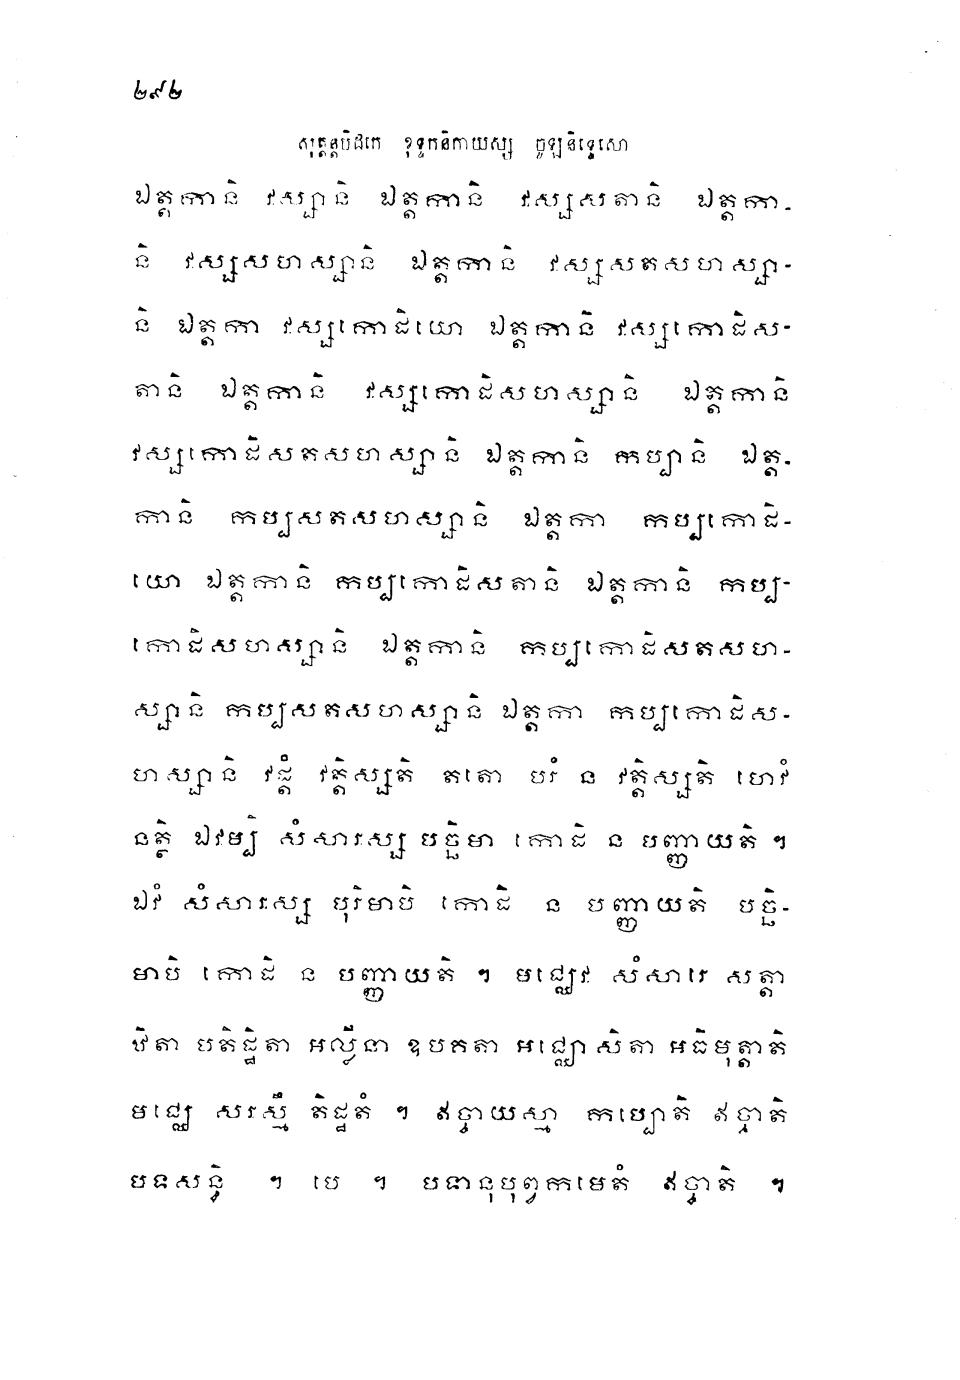 ២៩២
សុត្តន្តបិដកេ ខុទ្ទកនិកាយស្ស ចូឡនិទ្ទេសោ
ឯត្តកានិ វស្សានិ ឯត្តកានិ វស្សសតានិ ឯត្តកា-
និ វស្សសហស្សានិ ឯត្តកានិ វស្សសតសហស្សា-
និ ឯត្តកា វស្សកោដិយោ ឯត្តកានិ វស្សកោដិស-
តានិ ឯត្តកានិ វស្សកោដិសហស្សានិ ឯត្តកានិ
វស្សកោដិសតសហស្សានិ ឯត្តកានិ កប្បានិ ឯត្ត-
កានិ កប្បសតសហស្សានិ ឯត្តកា កប្បកោដិ-
យោ ឯត្តកានិ កប្បកោដិសតានិ ឯត្តកានិ កប្ប-
កោដិសហស្សានិ ឯត្តកានិ កប្បកោដិសតសហ-
ស្សានិ កប្បសតសហស្សានិ ឯត្តកា កប្បកោដិស-
ហស្សានិ វដ្តំ វត្តិស្សតិ តតោ បរំ ន វត្តិស្សតិ ហេវំ
នត្ថិ ឯវម្បិ សំសារស្ស បច្ឆិមា កោដិ ន បញ្ញាយតិ ។
ឯវំ សំសារស្ស បុរិមាបិ កោដិ ន បញ្ញាយតិ បច្ឆិ-
មាបិ កោដិ ន បញ្ញាយតិ ។ មជ្ឈេវ សំសារេ សត្តា
ឋិតា បតិដ្ឋិតា អល្លីនា ឧបគតា អជ្ឈោសិតា អធិមុត្តាតិ
មជ្ឈេ សរស្មឹ តិដ្ឋតំ ។ ឥច្ចាយស្មា កប្បោតិ ឥច្ចាតិ
បទសន្ធិ ។ បេ ។ បទានុបុព្វកមេតំ ឥច្ចាតិ ។